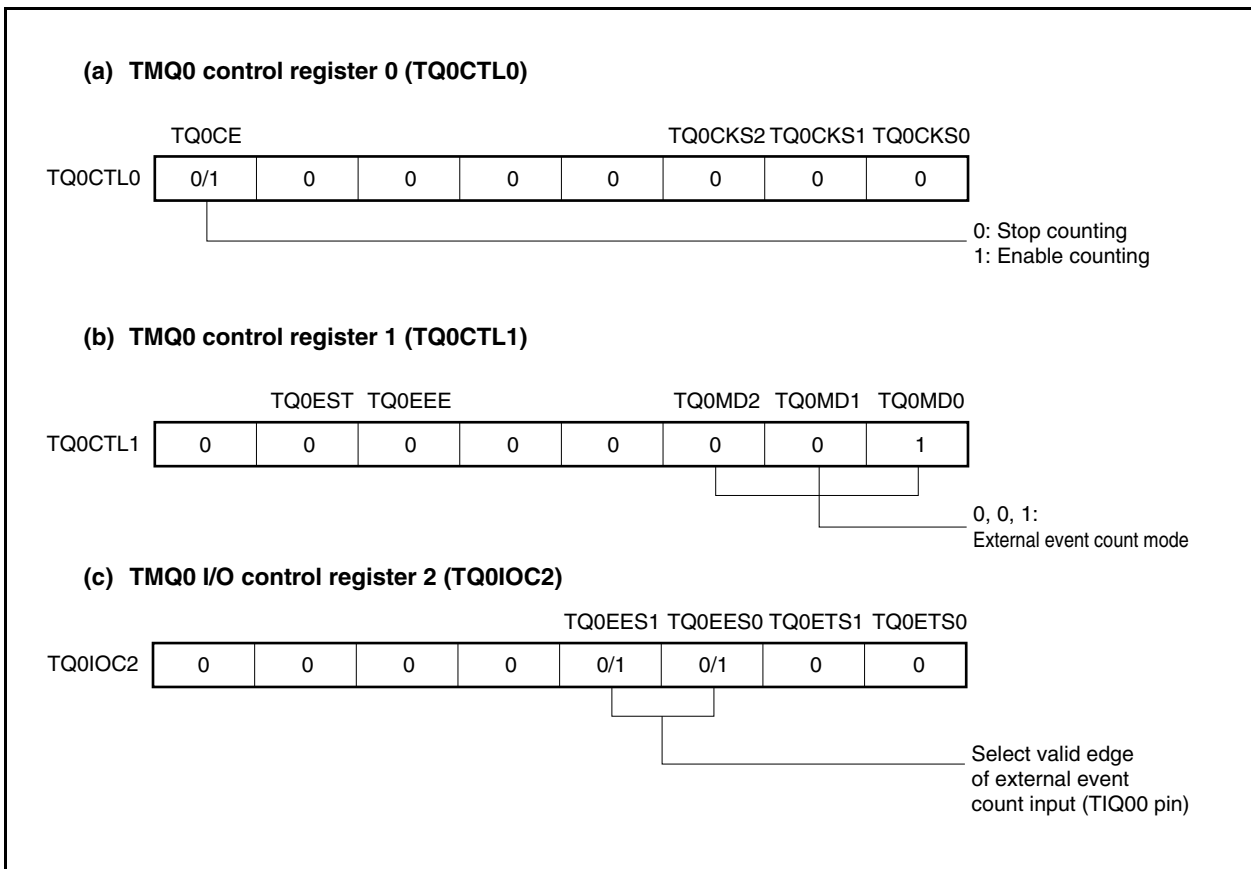 (a) TMQ0 control register 0 (TQ0CTL0)
TQ0CE TQ0CKS2 TQ0CKS1 TQ0CKS0
TQ0CTL0 0/1 0 0 0 0 0 0 0
0: Stop counting
1: Enable counting
(b) TMQ0 control register 1 (TQ0CTL1)
TQ0EST TQ0EEE TQ0MD2 TQ0MD1 TQ0MD0
TQ0CTL1 0 0 0 0 0 0 0 1
0, 0, 1:
External event count mode
(c) TMQ0 I/O control register 2 (TQ0IOC2)
TQ0EES1 TQ0EES0 TQ0ETS1 TQ0ETS0
TQ0IOC2 0 0 0 0 0/1 0/1 0 0
Select valid edge
of external event
count input (TIQ00 pin)